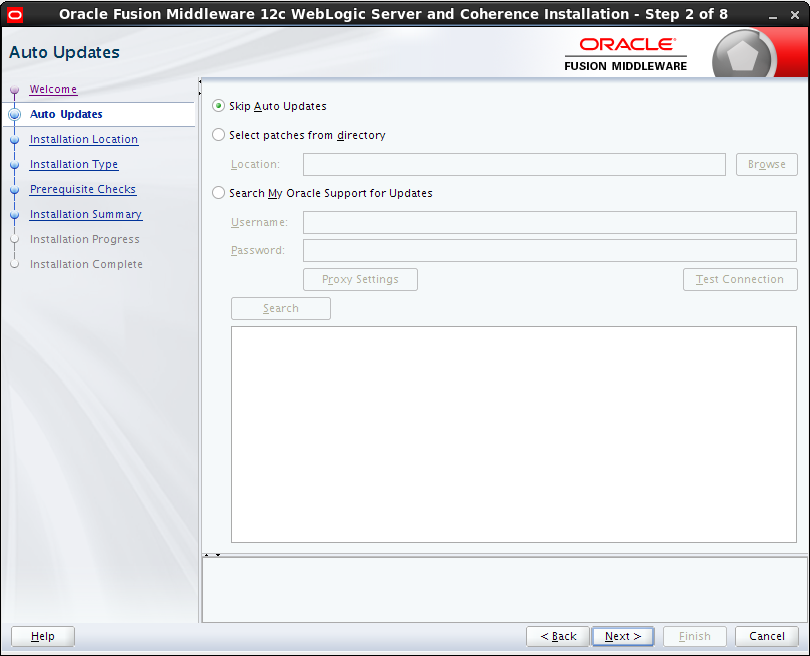 Oracle Fusion Middleware 12c WebLogic Server and Coherence Installation - Step 2 of 8
Auto Updates
ORACLE
FUSION MIDDLEWARE
Welcome
Auto Updates
Installation Location
Installation Type
Prerequisite Checks
Installation Summary
Installation Progress
Installation Complete
Skip Auto Updates
Select patches from directory
Location:
Browse
Search My Oracle Support for Updates
Username:
Password:
Proxy Settings
Test Connection
Search
Help
< Back
Next >
Finish
Cancel